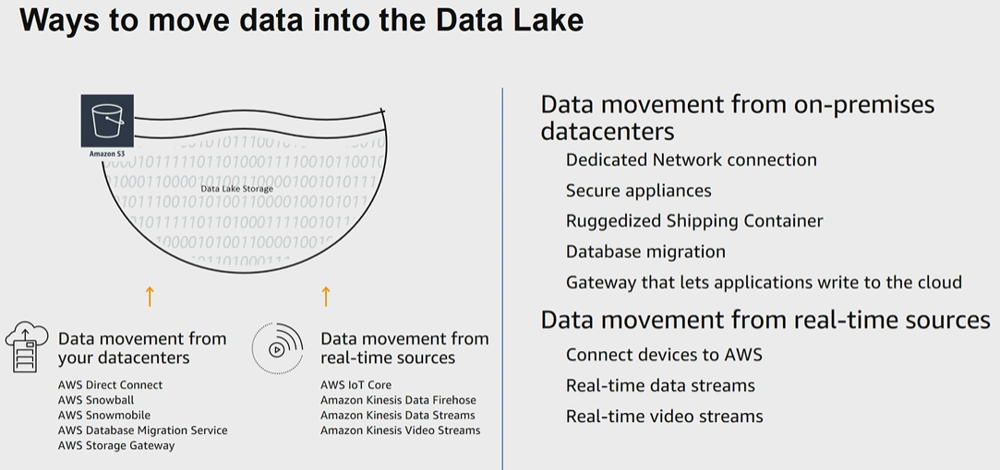 Ways to move data into the Data Lake
Amazon S3
Data Lake Storage
Data movement from
your datacenters
AWS Direct Connect
AWS Snowball
AWS Snowmobile
AWS Database Migration Service
AWS Storage Gateway
Data movement from
real-time sources
AWS IoT Core
Amazon Kinesis Data Firehose
Amazon Kinesis Data Streams
Amazon Kinesis Video Streams
Data movement from on-premises
datacenters
Dedicated Network connection
Secure appliances
Ruggedized Shipping Container
Database migration
Gateway that lets applications write to the cloud
Data movement from real-time sources
Connect devices to AWS
Real-time data streams
Real-time video streams